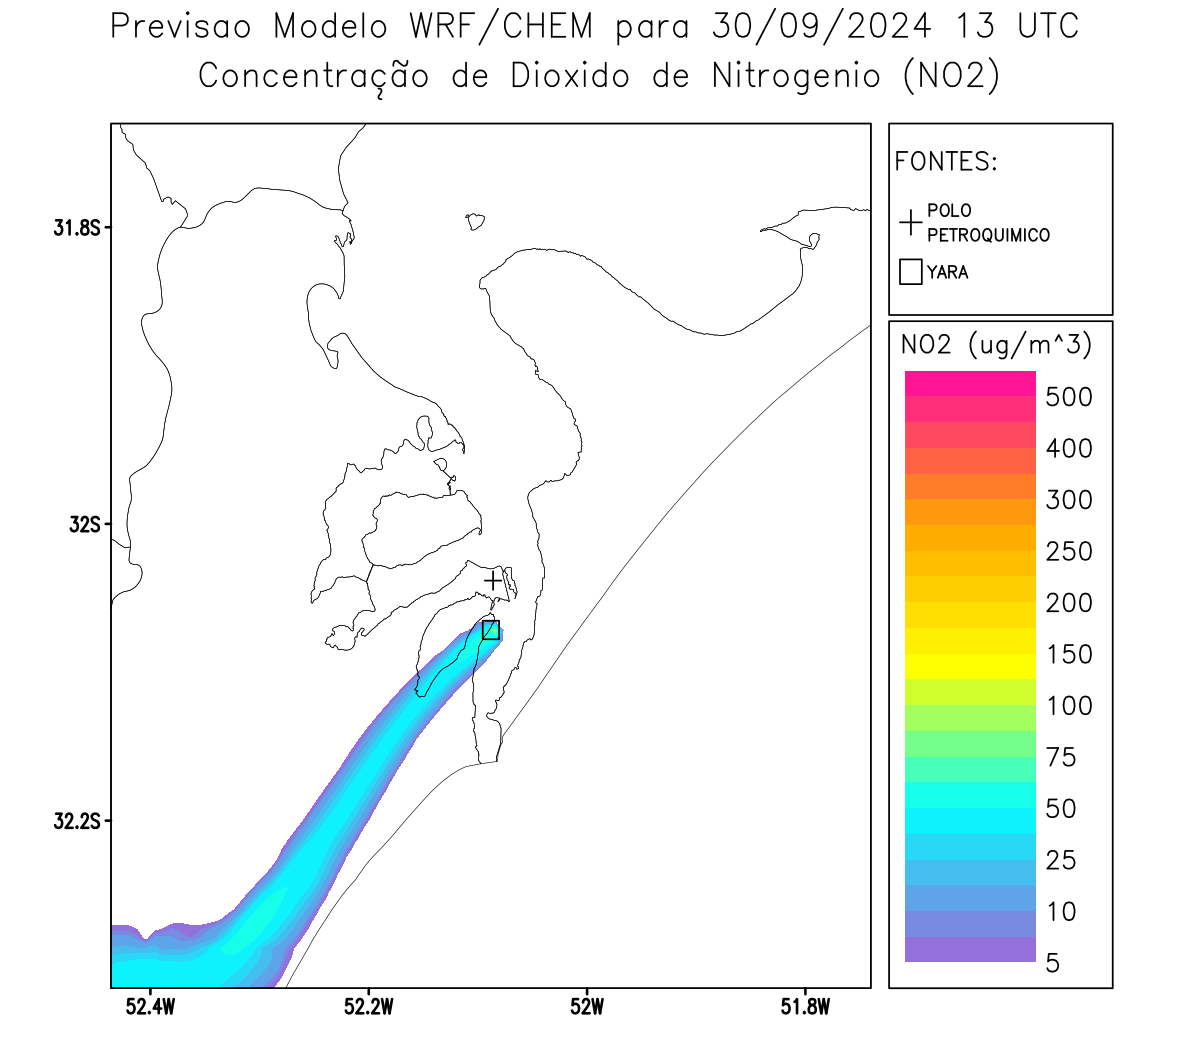 Previsao Modelo WRF/CHEM para 30/09/2024 13 UTC
Concentração de Dioxido de Nitrogenio (NO2)
FONTES:
POLO
PETROQUIMICO
YARA
31.8S
32S
32.2S
52.4W
52.2W
52W
51.8W
NO2 (ug/m^3)
500
400
300
250
200
150
100
75
50
25
10
5